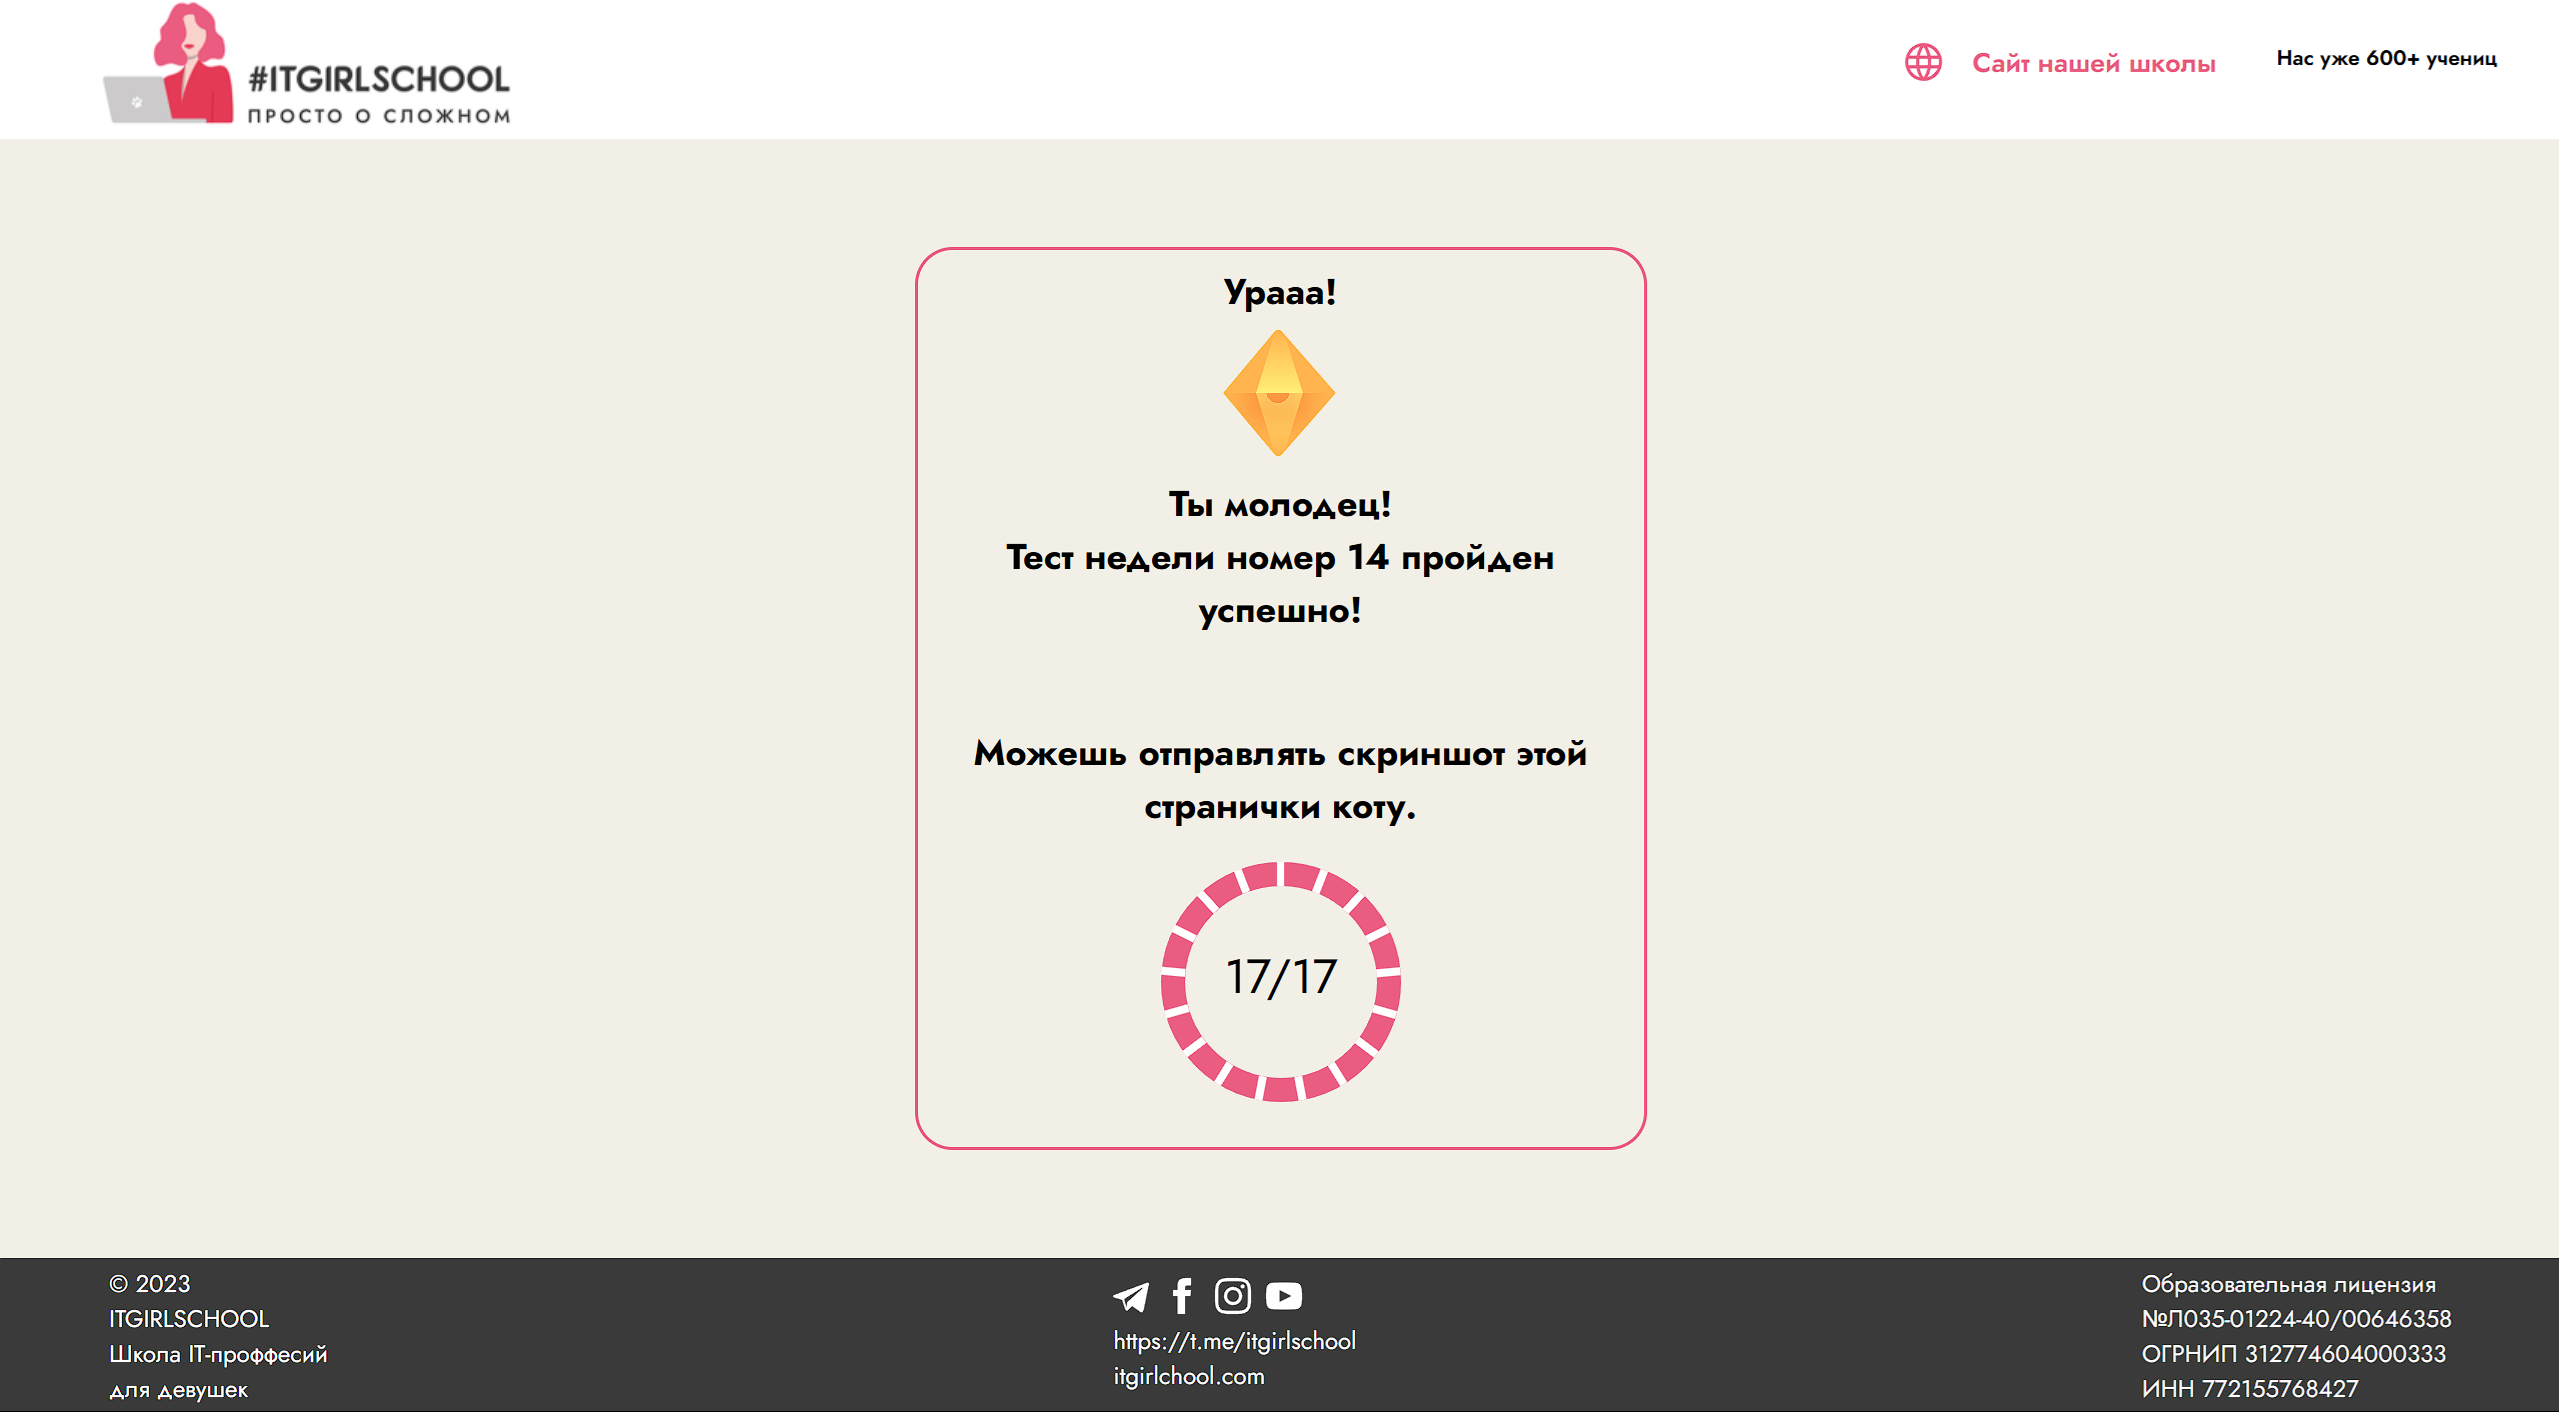 #ITGIRLSCHOOL
ПРОСТО О СЛОЖНОМ
Сайт нашей школы
Нас уже 600+ учениц
Урааа!
Ты молодец!
Тест недели номер 14 пройден
успешно!
Можешь отправлять скриншот этой
странички коту.
17/17
© 2023
ITGIRLSCHOOL
Школа IT-проффесий
для девушек
https://t.me/itgirlschool
itgirlchool.com
Образовательная лицензия
№Л035-01224-40/00646358
ОГРНИП 312774604000333
ИНН 772155768427